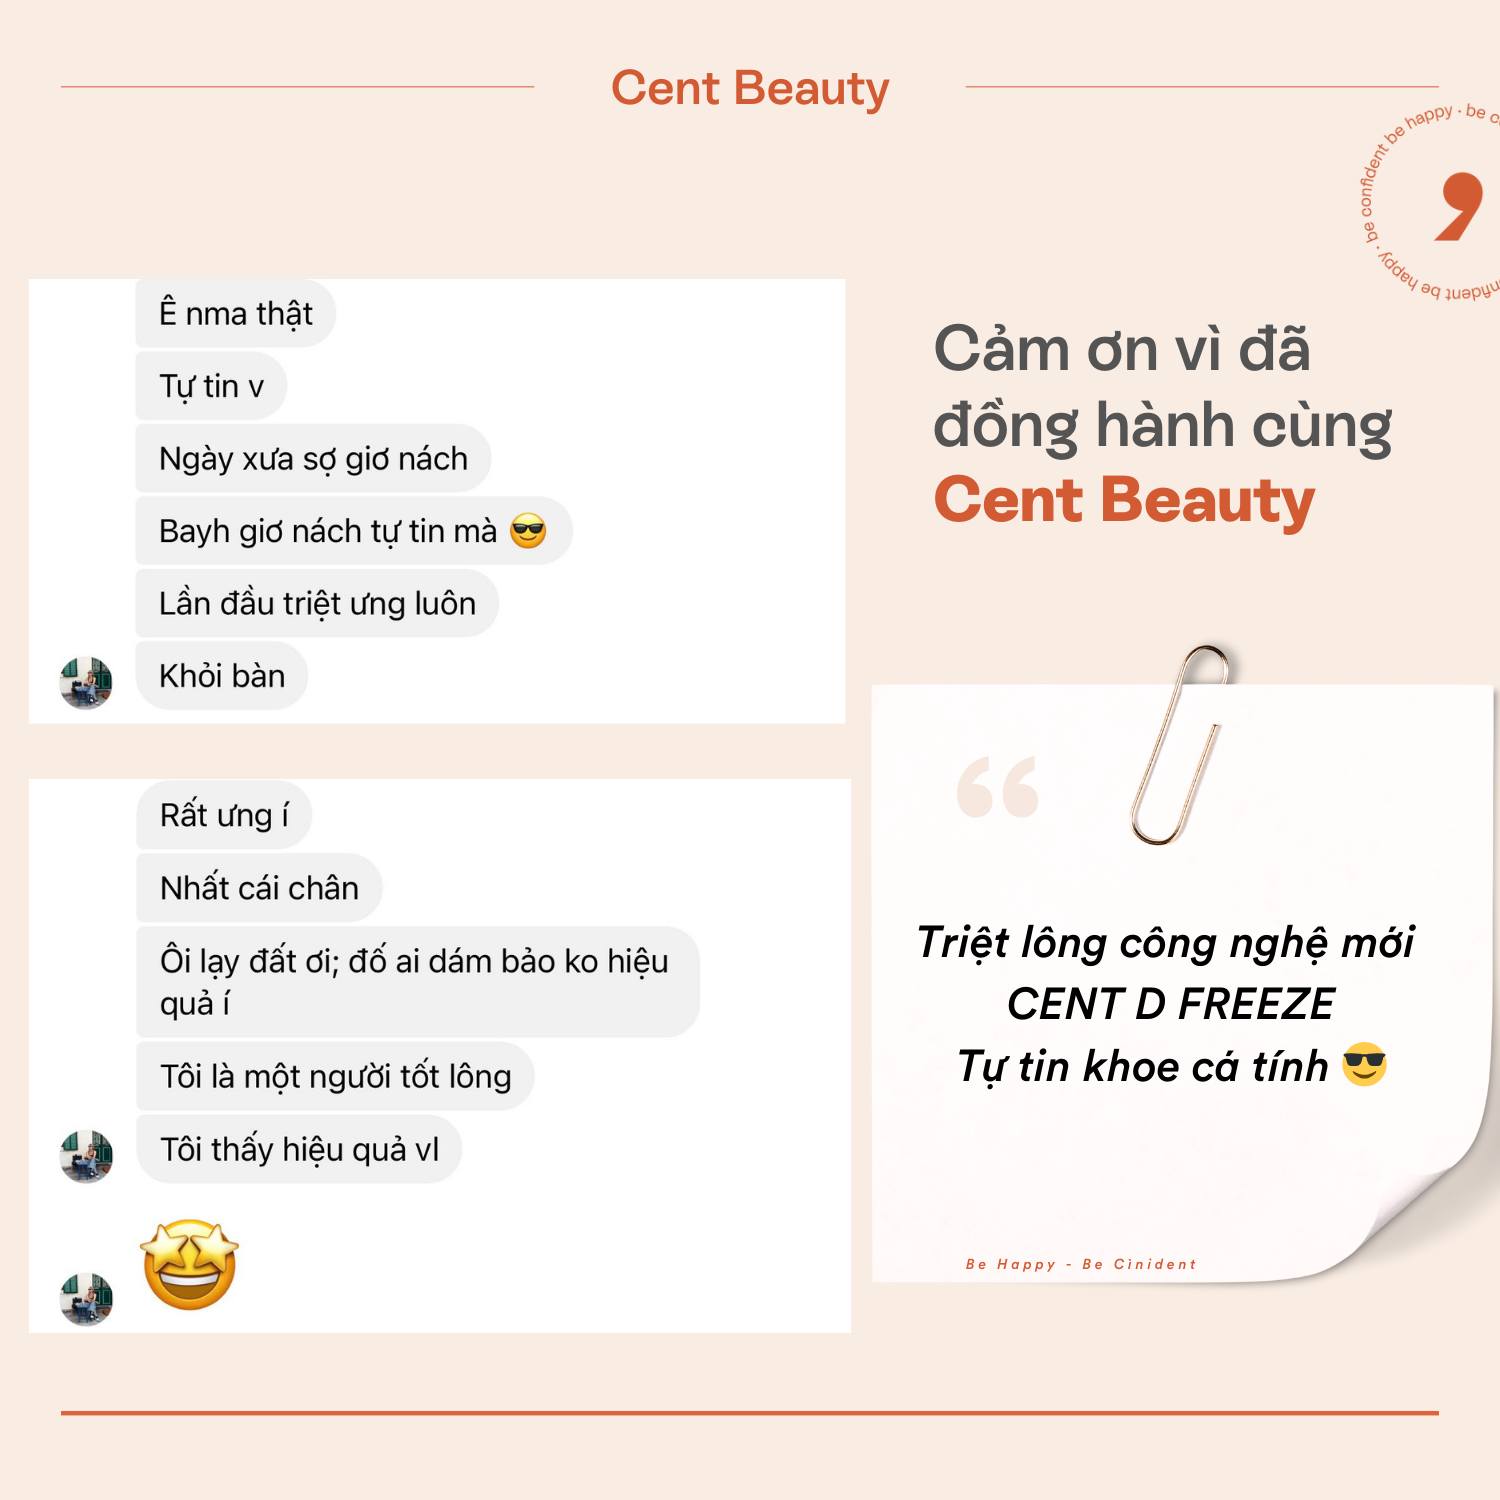 Cent Beauty
be confident be happy · be c
nfident be happy ·
Ê nma thật
Tự tin v
Ngày xưa sợ giơ nách
Bayh giơ nách tự tin mà 😎
Lần đầu triệt ưng luôn
Khỏi bàn
Rất ưng í
Nhất cái chân
Ôi lạy đất ơi; đố ai dám bảo ko hiệu
quả í
Tôi là một người tốt lông
Tôi thấy hiệu quả vl
🤩
Cảm ơn vì đã
đồng hành cùng
Cent Beauty
“
Triệt lông công nghệ mới
CENT D FREEZE
Tự tin khoe cá tính 😎
Be Happy - Be Cinident